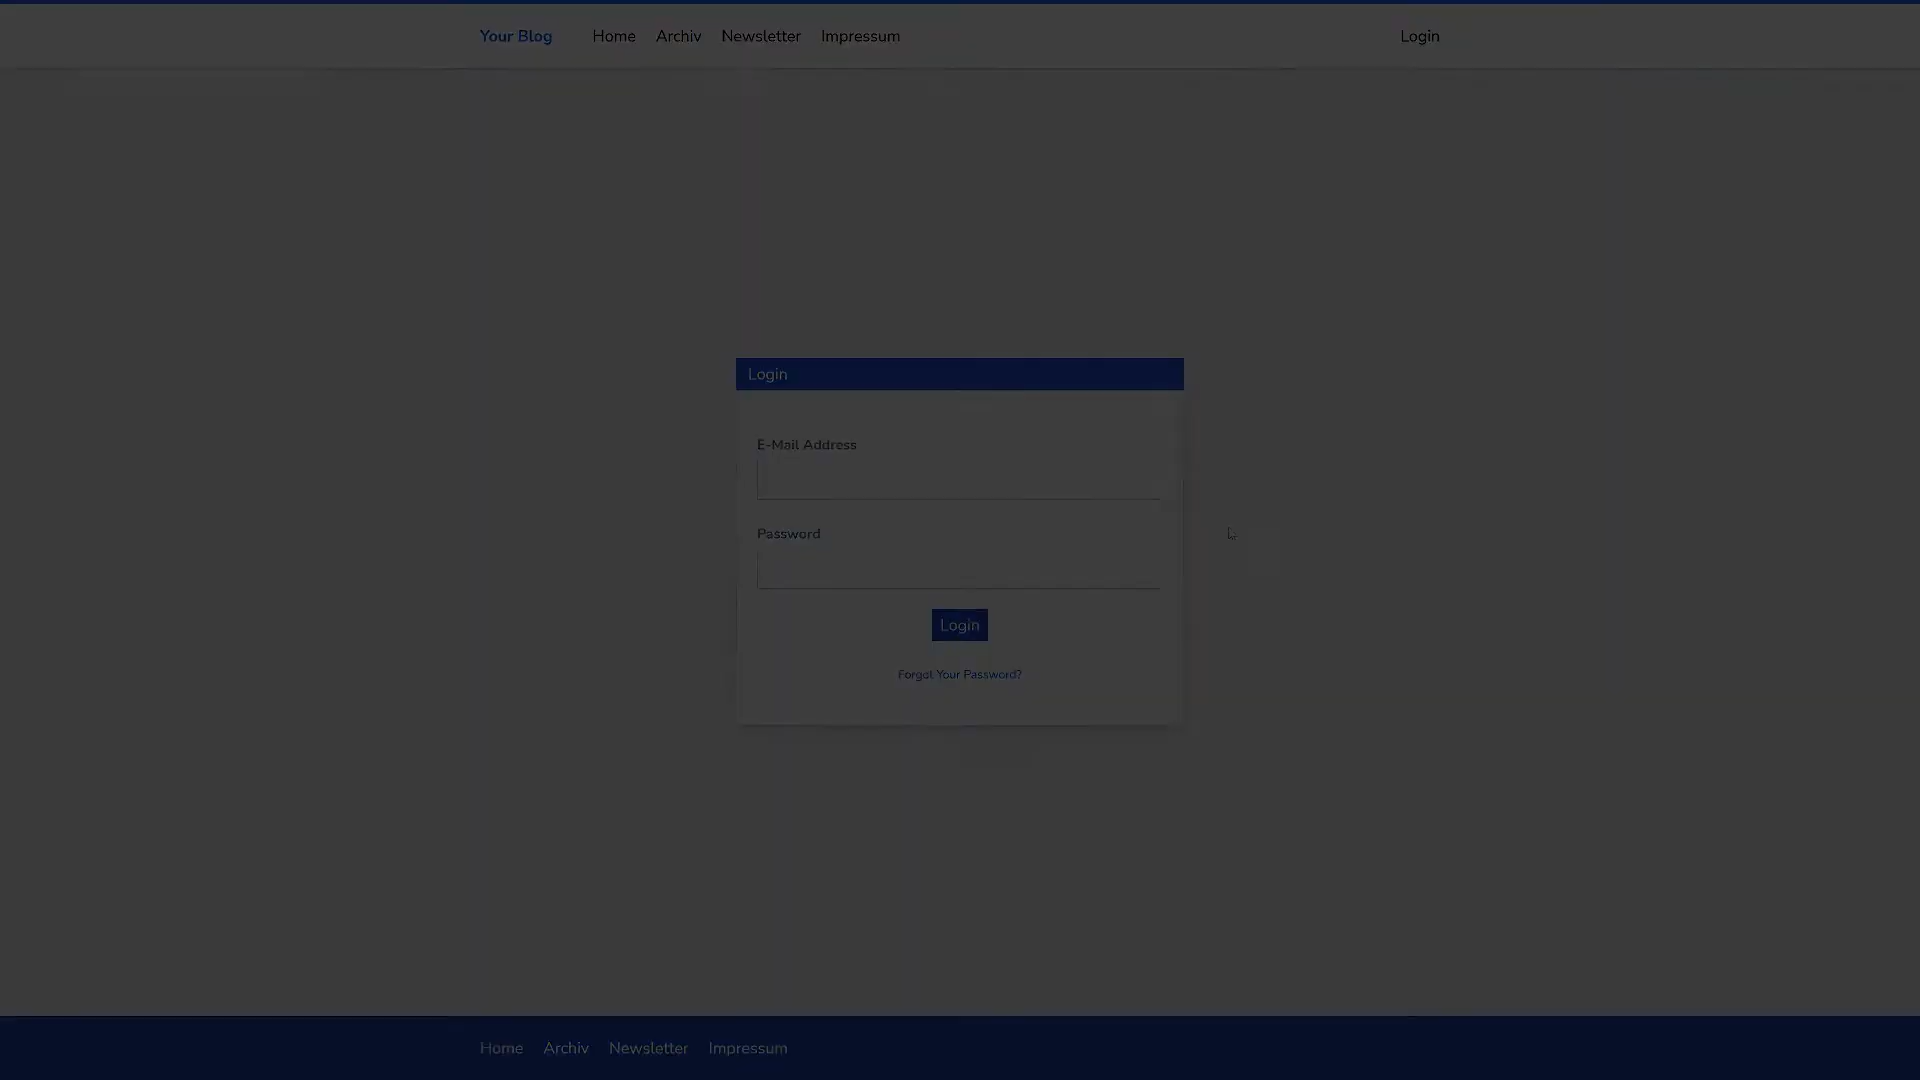 Your Blog Home Archiv Newsletter Impressum Login
Login
E-Mail Address
Password
Login
Forgot Your Password?
Home Archiv Newsletter Impressum